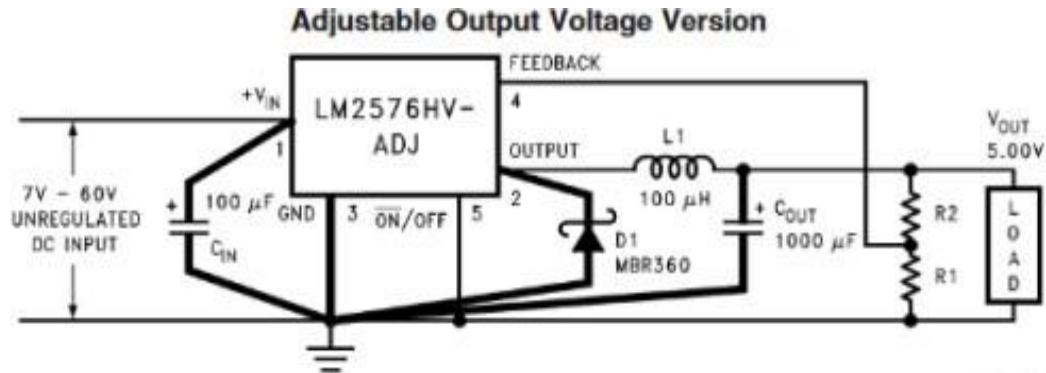 Adjustable Output Voltage Version
FEEDBACK
+VIN
LM2576HV-
ADJ
4
1
OUTPUT
L1
VOUT
5.00V
7V - 60V
UNREGULATED
DC INPUT
+
100 μF
CIN
GND
3
ON/OFF
5
2
100 μH
D1
MBR360
+
COUT
1000 μF
R2
R1
LOAD